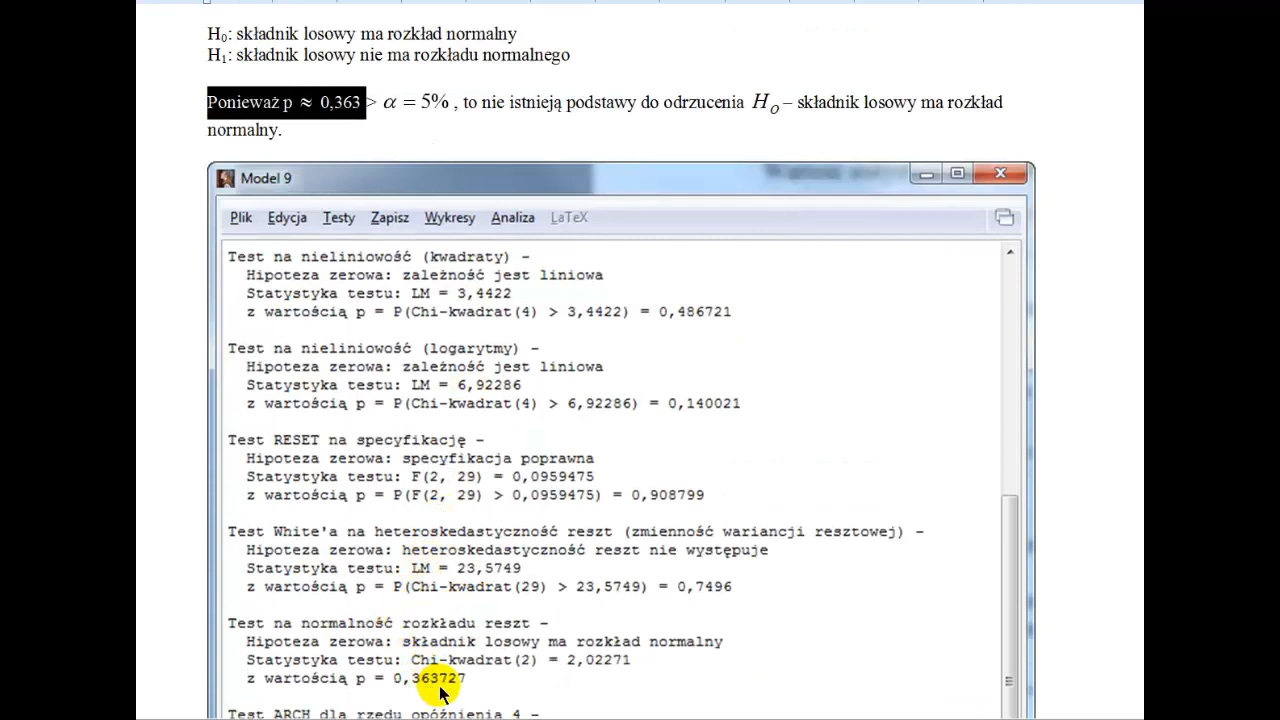 H₀: składnik losowy ma rozkład normalny
H₁: składnik losowy nie ma rozkładu normalnego
Ponieważ p ≈ 0,363 > α = 5% , to nie istnieją podstawy do odrzucenia H₀ – składnik losowy ma rozkład
normalny.
Model 9
Plik Edycja Testy Zapisz Wykresy Analiza LaTeX
Test na nieliniowość (kwadraty) -
Hipoteza zerowa: zależność jest liniowa
Statystyka testu: LM = 3,4422
z wartością p = P(Chi-kwadrat(4) > 3,4422) = 0,486721
Test na nieliniowość (logarytmy) -
Hipoteza zerowa: zależność jest liniowa
Statystyka testu: LM = 6,92286
z wartością p = P(Chi-kwadrat(4) > 6,92286) = 0,140021
Test RESET na specyfikację -
Hipoteza zerowa: specyfikacja poprawna
Statystyka testu: F(2, 29) = 0,0959475
z wartością p = P(F(2, 29) > 0,0959475) = 0,908799
Test White'a na heteroskedastyczność reszt (zmienność wariancji resztowej) -
Hipoteza zerowa: heteroskedastyczność reszt nie występuje
Statystyka testu: LM = 23,5749
z wartością p = P(Chi-kwadrat(29) > 23,5749) = 0,7496
Test na normalność rozkładu reszt -
Hipoteza zerowa: składnik losowy ma rozkład normalny
Statystyka testu: Chi-kwadrat(2) = 2,02271
z wartością p = 0,363727
Test ARCH dla rzędu opóźnienia 4 -